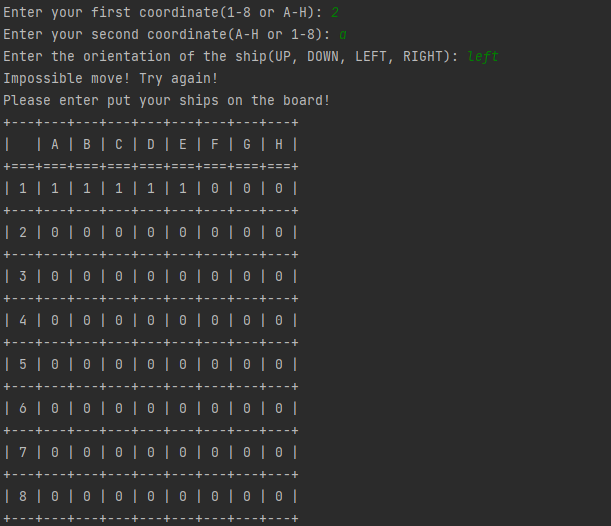 Enter your first coordinate(1-8 or A-H): 2
Enter your second coordinate(A-H or 1-8): a
Enter the orientation of the ship(UP, DOWN, LEFT, RIGHT): left
Impossible move! Try again!
Please enter put your ships on the board!
+---+---+---+---+---+---+---+---+---+
|   | A | B | C | D | E | F | G | H |
+===+===+===+===+===+===+===+===+===+
| 1 | 1 | 1 | 1 | 1 | 1 | 0 | 0 | 0 |
+---+---+---+---+---+---+---+---+---+
| 2 | 0 | 0 | 0 | 0 | 0 | 0 | 0 | 0 |
+---+---+---+---+---+---+---+---+---+
| 3 | 0 | 0 | 0 | 0 | 0 | 0 | 0 | 0 |
+---+---+---+---+---+---+---+---+---+
| 4 | 0 | 0 | 0 | 0 | 0 | 0 | 0 | 0 |
+---+---+---+---+---+---+---+---+---+
| 5 | 0 | 0 | 0 | 0 | 0 | 0 | 0 | 0 |
+---+---+---+---+---+---+---+---+---+
| 6 | 0 | 0 | 0 | 0 | 0 | 0 | 0 | 0 |
+---+---+---+---+---+---+---+---+---+
| 7 | 0 | 0 | 0 | 0 | 0 | 0 | 0 | 0 |
+---+---+---+---+---+---+---+---+---+
| 8 | 0 | 0 | 0 | 0 | 0 | 0 | 0 | 0 |
+---+---+---+---+---+---+---+---+---+